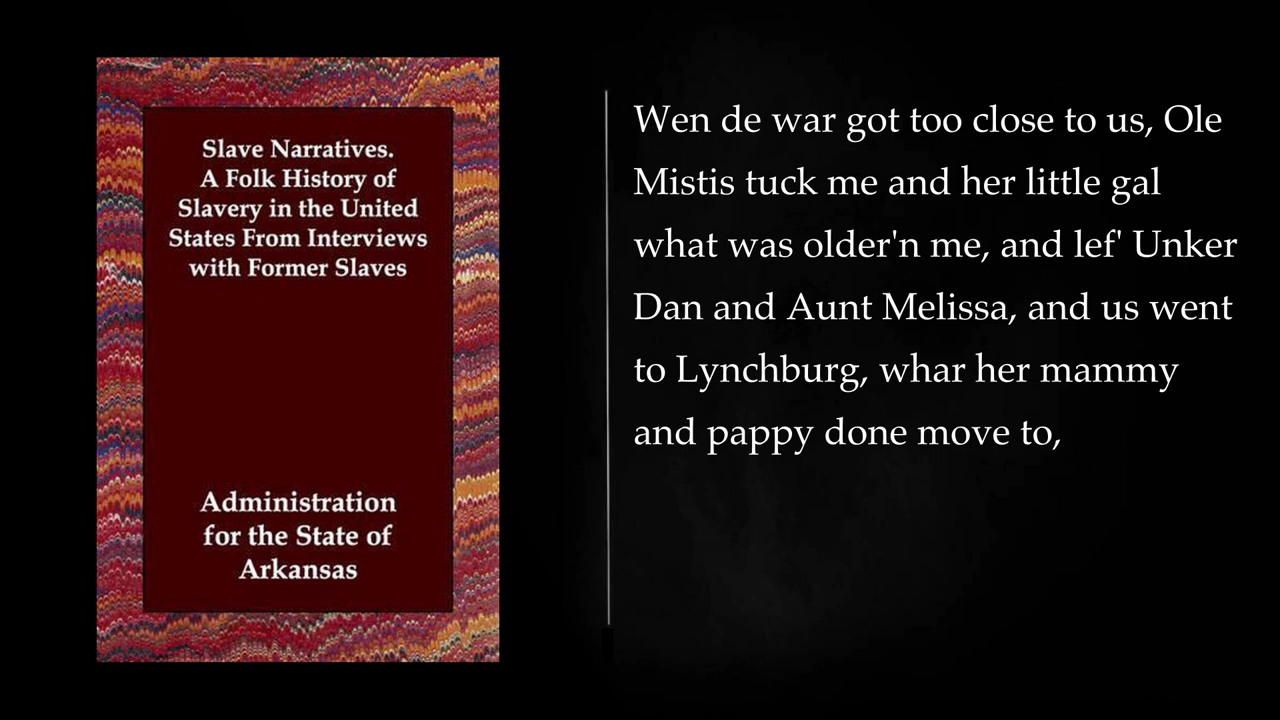 Slave Narratives.
A Folk History of
Slavery in the United
States From Interviews
with Former Slaves
Administration
for the State of
Arkansas
Wen de war got too close to us, Ole
Mistis tuck me and her little gal
what was older'n me, and lef' Unker
Dan and Aunt Melissa, and us went
to Lynchburg, whar her mammy
and pappy done move to,